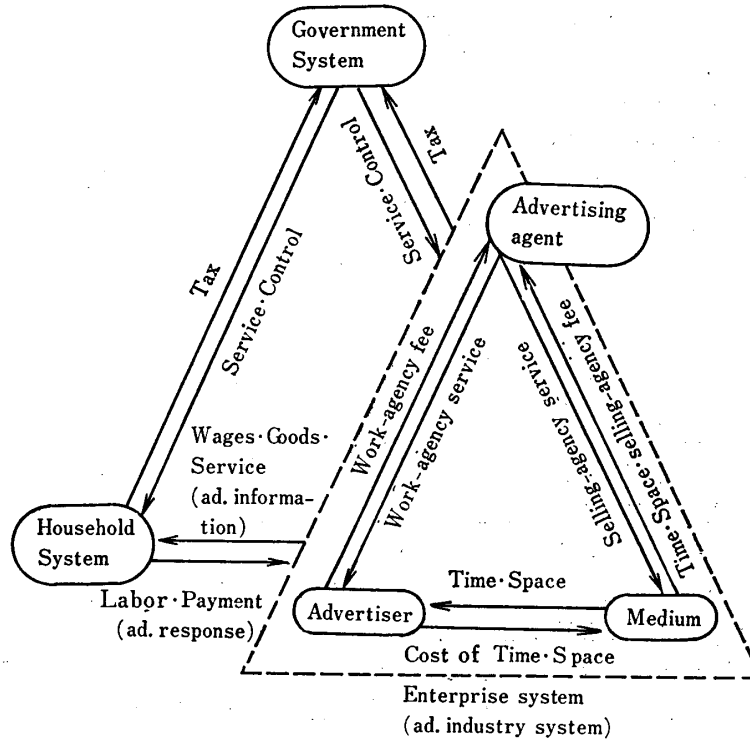 Government
System
Tax
Service·Control
Tax
Service·Control
Advertising
agent
Work-agency fee
Work-agency service
Selling-agency service
Time·Space·selling-agency fee
Wages·Goods·
Service
(ad. informa-
tion)
Household
System
Labor·Payment
(ad. response)
Advertiser
Time·Space
Medium
Cost of Time·Space
Enterprise system
(ad. industry system)